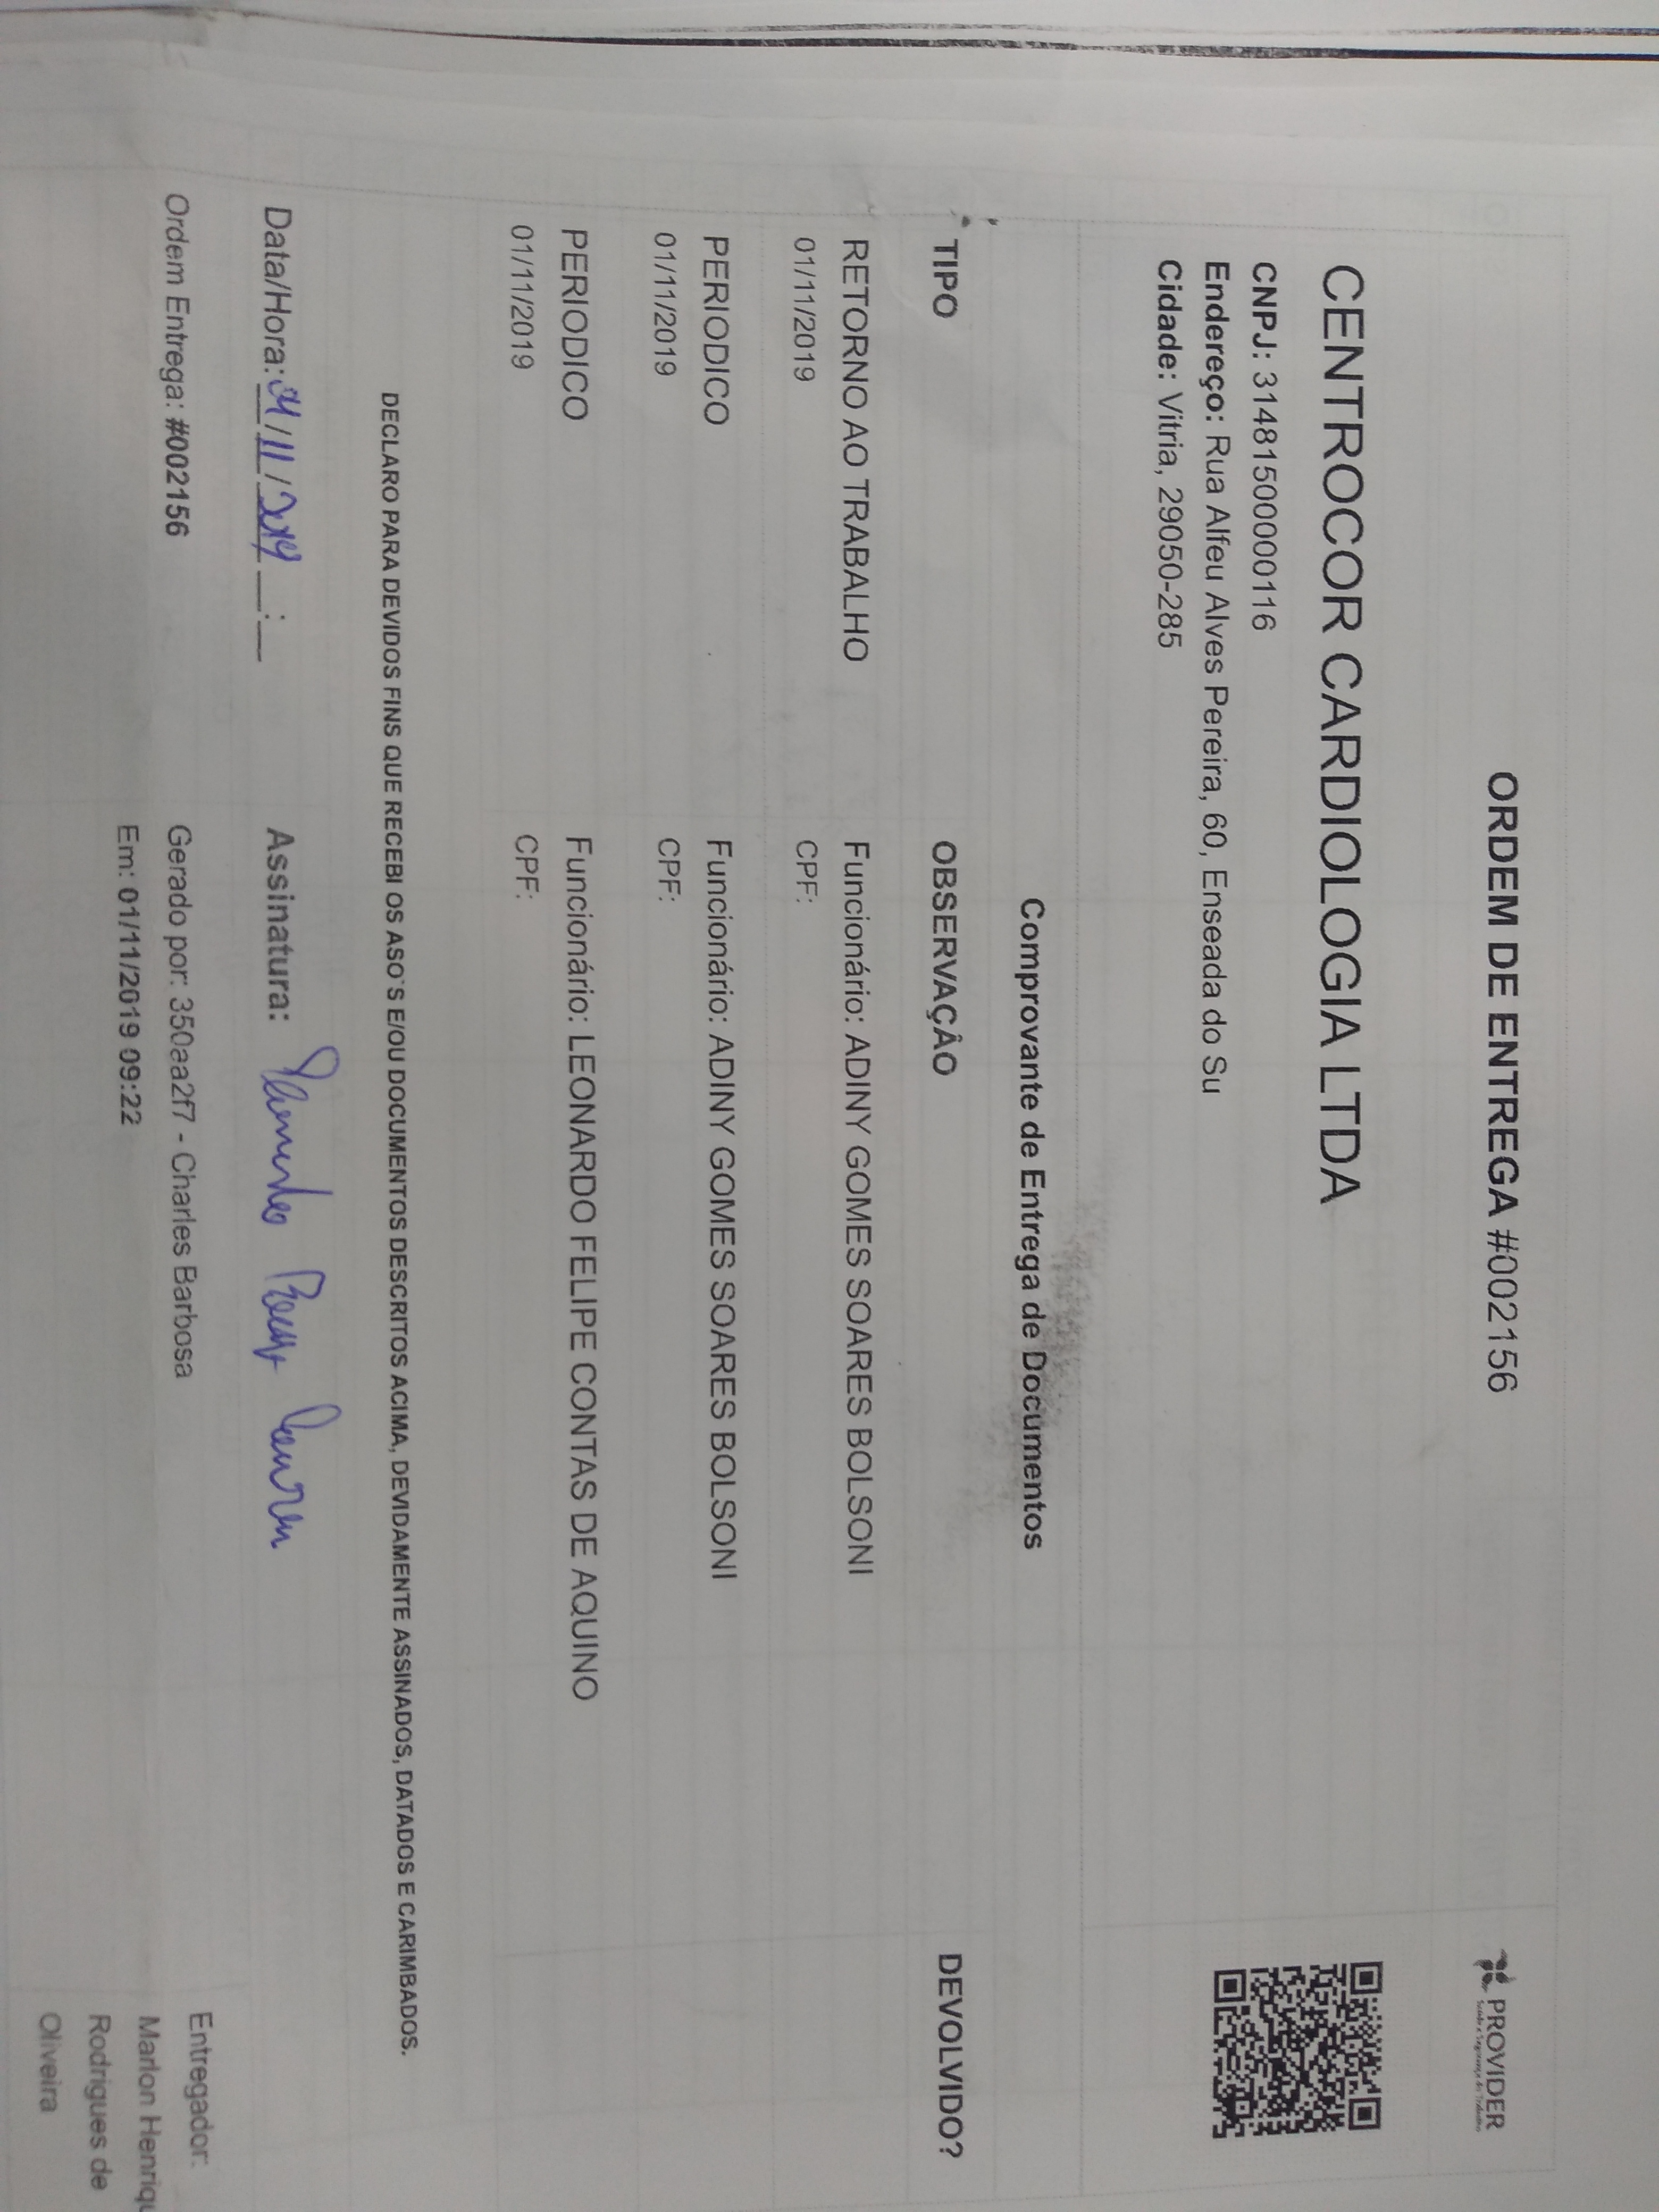 ORDEM DE ENTREGA #002156
PROVIDER
CENTROCOR CARDIOLOGIA LTDA
CNPJ: 31481500000116
Endereço: Rua Alfeu Alves Pereira, 60, Enseada do Su
Cidade: Vitria, 29050-285
Comprovante de Entrega de Documentos
TIPO OBSERVAÇÃO DEVOLVIDO?
RETORNO AO TRABALHO Funcionário: ADINY GOMES SOARES BOLSONI
01/11/2019 CPF:
PERIODICO Funcionário: ADINY GOMES SOARES BOLSONI
01/11/2019 CPF:
PERIODICO Funcionário: LEONARDO FELIPE CONTAS DE AQUINO
01/11/2019 CPF:
DECLARO PARA DEVIDOS FINS QUE RECEBI OS ASO`S E/OU DOCUMENTOS DESCRITOS ACIMA, DEVIDAMENTE ASSINADOS, DATADOS E CARIMBADOS.
Data/Hora: 01/11/2019 __:__ Assinatura:
Ordem Entrega: #002156 Gerado por: 350aa2f7 - Charles Barbosa Entregador:
Em: 01/11/2019 09:22 Marlon Henriqu
Rodrigues de
Oliveira